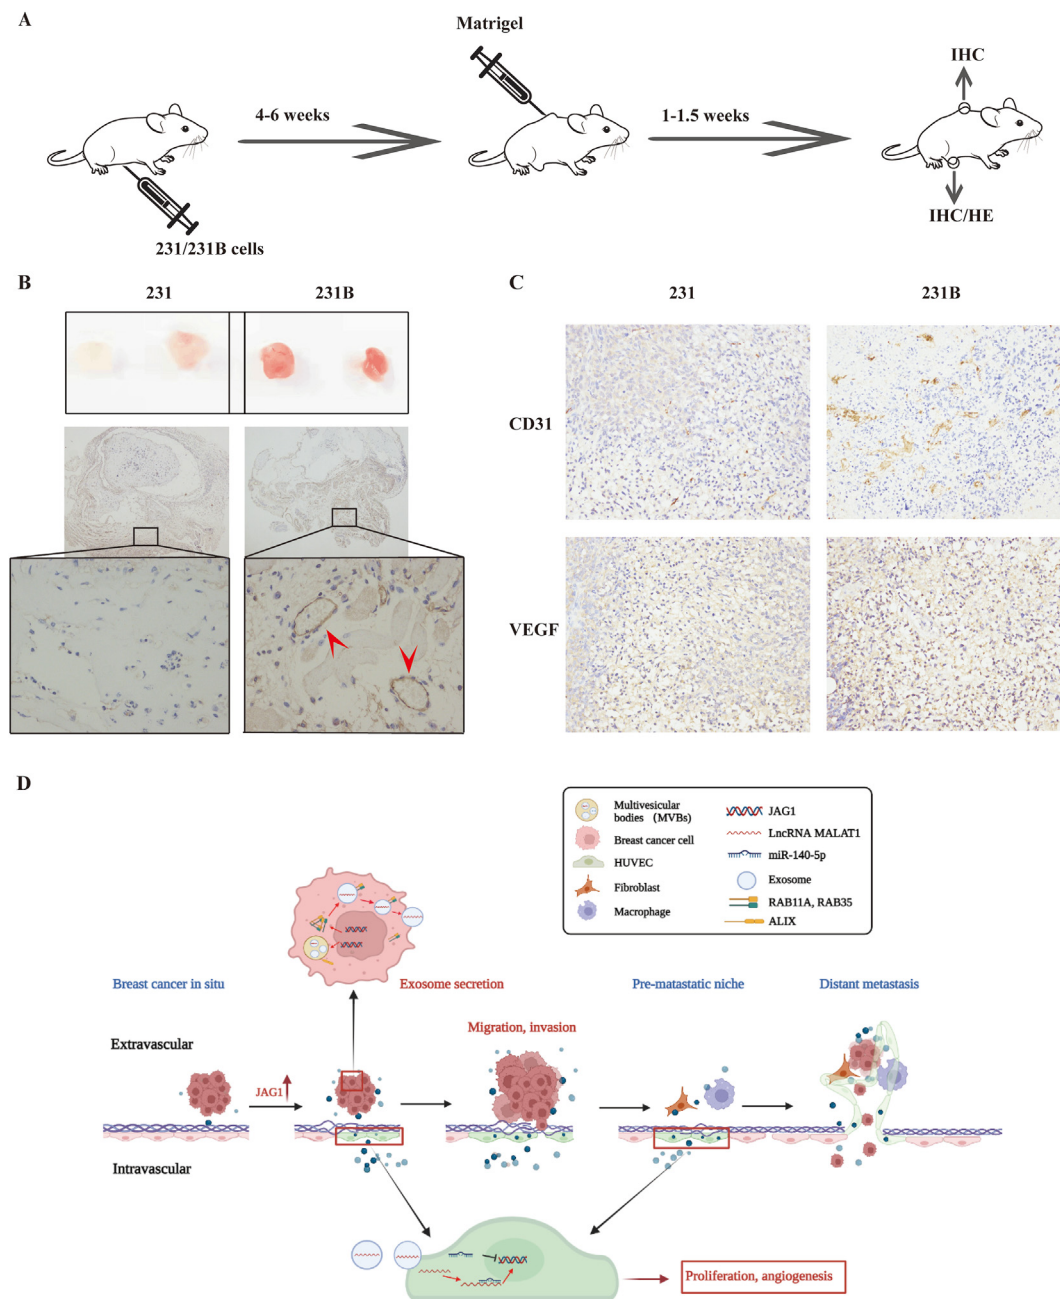 A
Matrigel
IHC
4-6 weeks
1-1.5 weeks
IHC/HE
231/231B cells
B
231
231B
C
231
231B
CD31
VEGF
D
Multivesicular
bodies （MVBs）
Breast cancer cell
HUVEC
Fibroblast
Macrophage
JAG1
LncRNA MALAT1
miR-140-5p
Exosome
RAB11A, RAB35
ALIX
Breast cancer in situ
Exosome secretion
Pre-matastatic niche
Distant metastasis
Migration, invasion
Extravascular
JAG1
Intravascular
Proliferation, angiogenesis